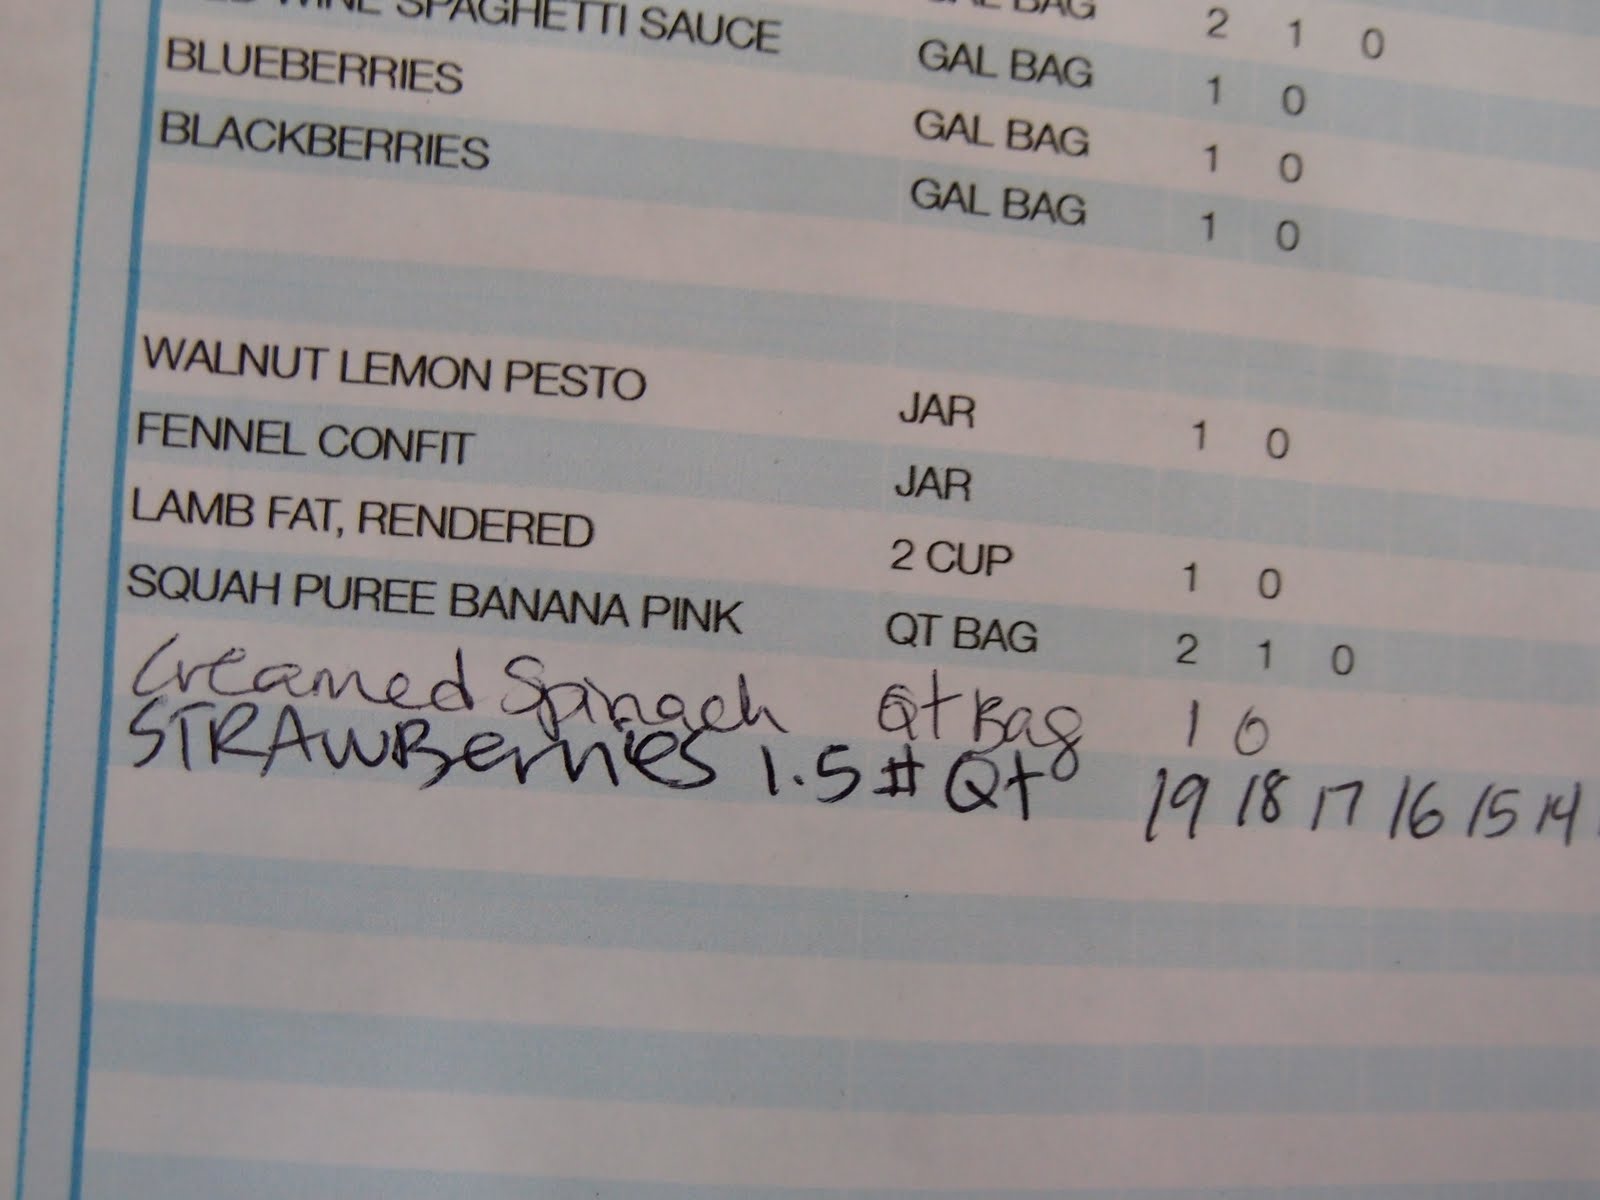 BAG 2 1 0
WINE SPAGHETTI SAUCE GAL BAG 1 0
BLUEBERRIES GAL BAG 1 0
BLACKBERRIES GAL BAG 1 0
WALNUT LEMON PESTO JAR 1 0
FENNEL CONFIT JAR
LAMB FAT, RENDERED 2 CUP 1 0
SQUAH PUREE BANANA PINK QT BAG 2 1 0
Creamed Spinach Qt Bag 1 0
STRAWBerries 1.5 # Qt 19 18 17 16 15 14